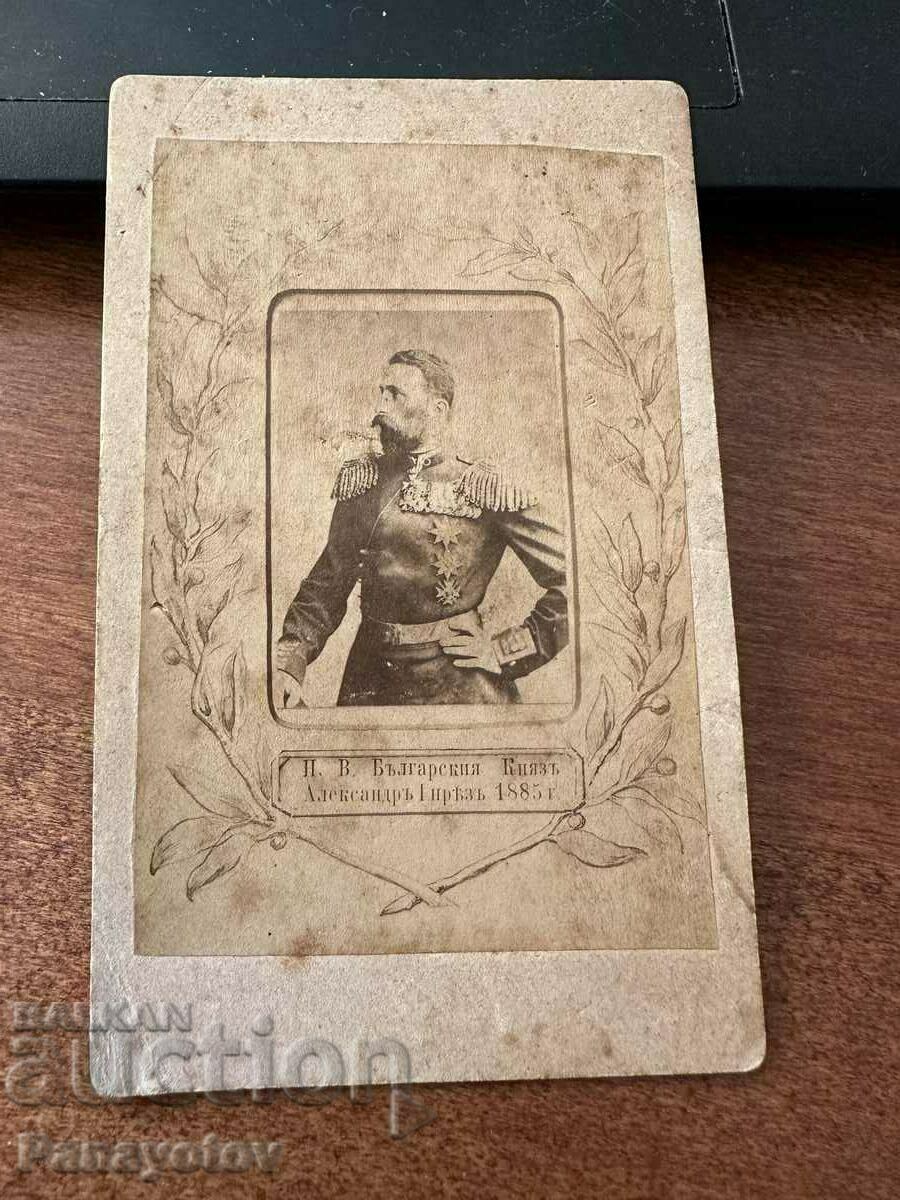 Н. В. Българския Князъ
Александръ I прѣзъ 1885 г.
BALKAN
auction
Panayotov